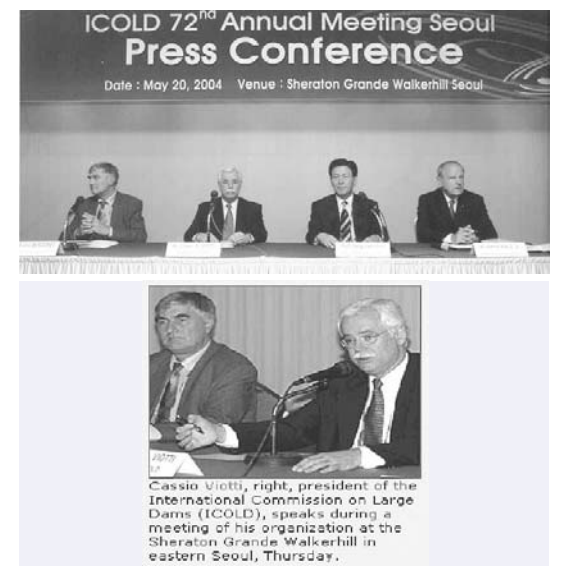 ICOLD 72nd Annual Meeting Seoul
Press Conference
Date : May 20, 2004 Venue : Sheraton Grande Walkerhill Seoul
VIOTTI
Cassio Viotti, right, president of the
International Commission on Large
Dams (ICOLD), speaks during a
meeting of his organization at the
Sheraton Grande Walkerhill in
eastern Seoul, Thursday.